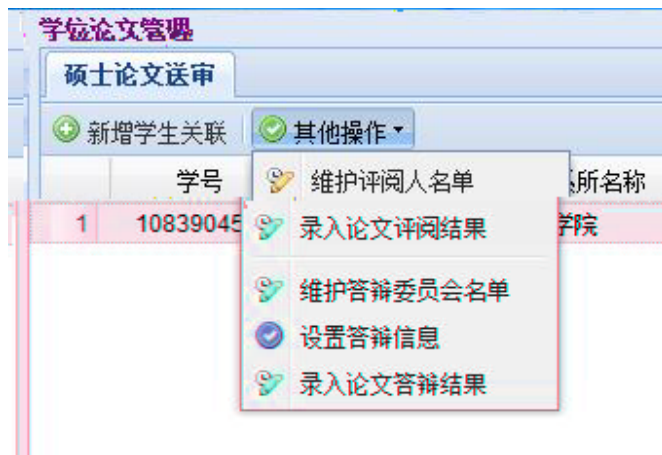 学位论文管理
硕士论文送审
新增学生关联 其他操作
学号 所名称
维护评阅人名单
1 10839045 学院
录入论文评阅结果
维护答辩委员会名单
设置答辩信息
录入论文答辩结果